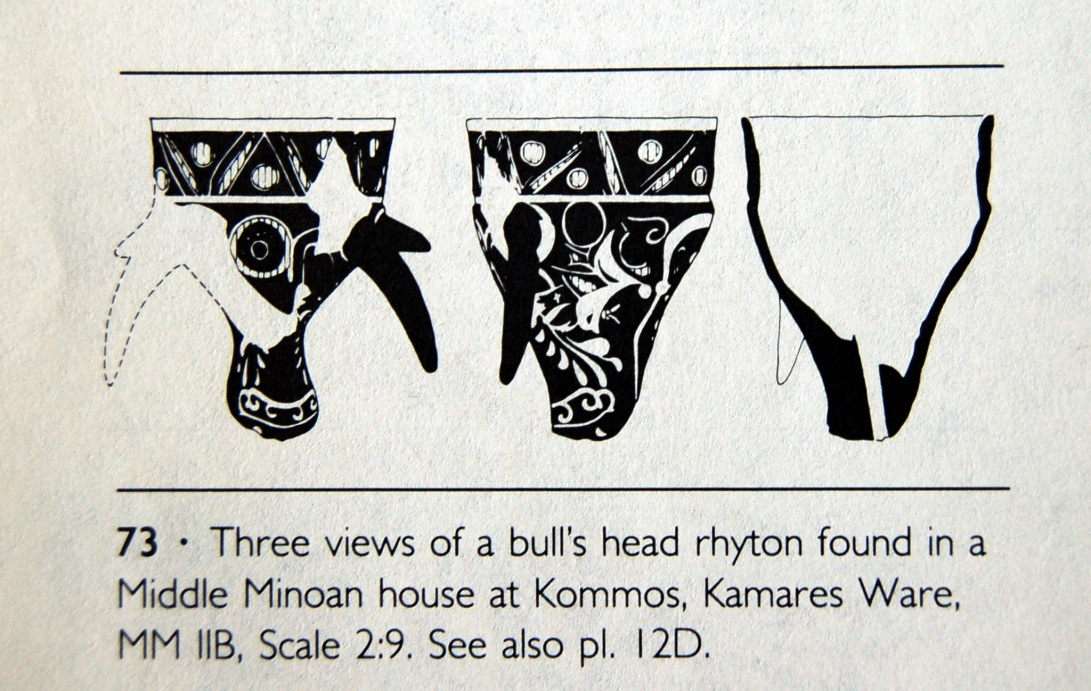 73 · Three views of a bull's head rhyton found in a
Middle Minoan house at Kommos, Kamares Ware,
MM IIB, Scale 2:9. See also pl. 12D.